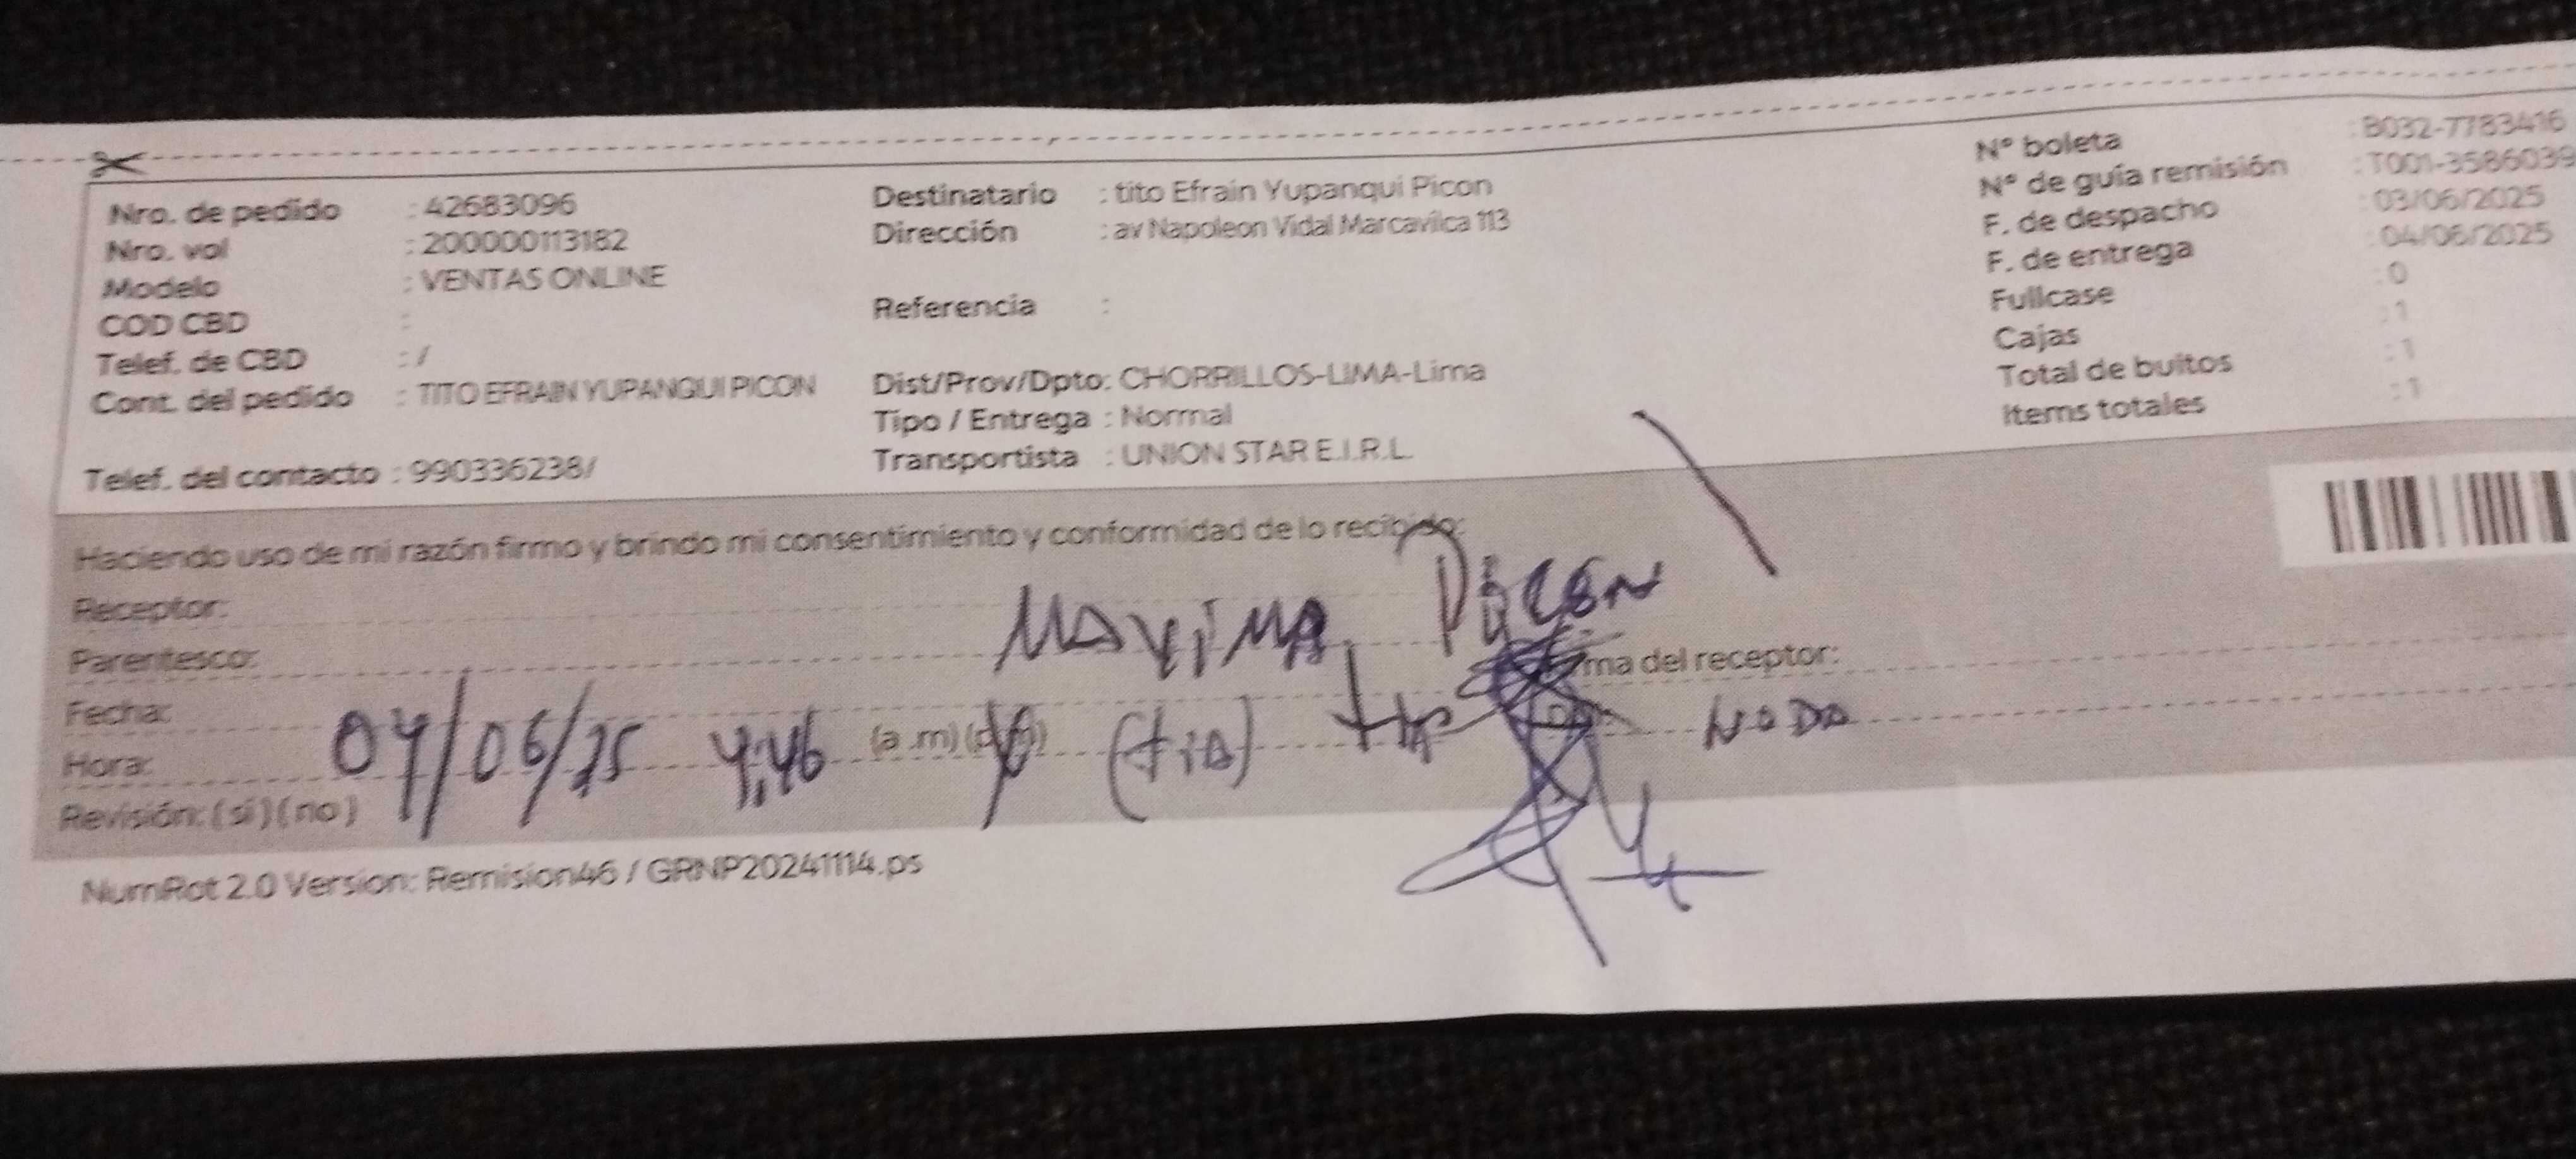 Nro. de pedido : 42683096
Nro. vol : 200000113182
Modelo : VENTAS ONLINE
COD CBD :
Telef. de CBD : /
Cont. del pedido : TITO EFRAIN YUPANQUI PICON
Telef. del contacto : 990336238/
Destinatario : tito Efrain Yupanqui Picon
Dirección : av Napoleon Vidal Marcavilca 113
Referencia :
Dist/Prov/Dpto: CHORRILLOS-LIMA-Lima
Tipo / Entrega : Normal
Transportista : UNION STAR E.I.R.L.
Nº boleta : B032-7783416
Nº de guía remisión : T001-3586039
F. de despacho : 03/06/2025
F. de entrega : 04/06/2025
Fullcase : 0
Cajas : 1
Total de bultos : 1
Items totales : 1
Haciendo uso de mi razón firmo y brindo mi consentimiento y conformidad de lo recibido:
Receptor:
MAXIMA
Parentesco:
ma del receptor:
Fecha:
Hora: 04/06/25 4:46 (a.m) (tia)
Revisión: (si) (no)
NumRot 2.0 Version: Remision46 / GRNP20241114.ps